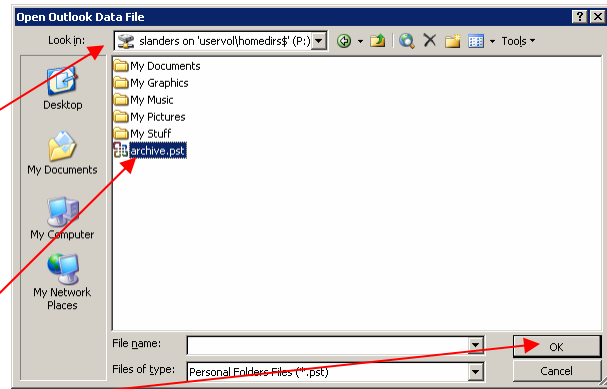 Open Outlook Data File
Look in: slanders on 'uservol\homedirs$' (P:) Tools
Desktop
My Documents
My Computer
My Network
Places
My Documents
My Graphics
My Music
My Pictures
My Stuff
archive.pst
File name: OK
Files of type: Personal Folders Files (*.pst) Cancel